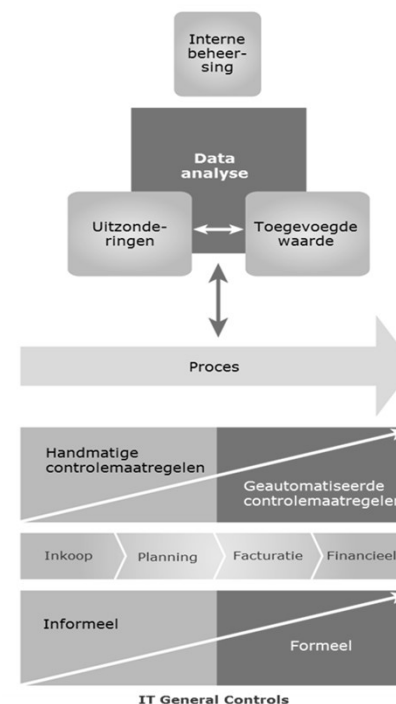 Interne
beheer-
sing
Data
analyse
Uitzonde-
ringen
Toegevoegde
waarde
Proces
Handmatige
controlemaatregelen
Geautomatiseerde
controlemaatregelen
Inkoop
Planning
Facturatie
Financieel
Informeel
Formeel
IT General Controls